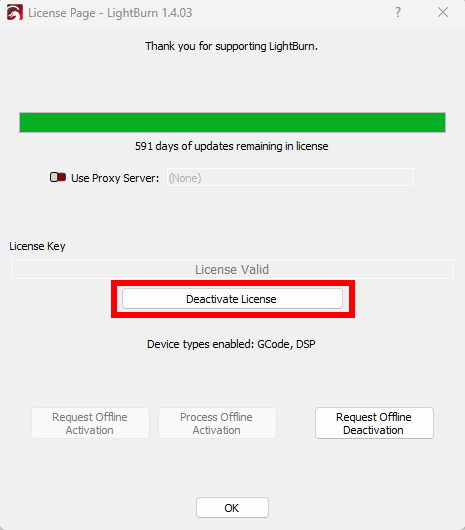 License Page - LightBurn 1.4.03
Thank you for supporting LightBurn.
591 days of updates remaining in license
Use Proxy Server: (None)
License Key
License Valid
Deactivate License
Device types enabled: GCode, DSP
Request Offline
Activation
Process Offline
Activation
Request Offline
Deactivation
OK